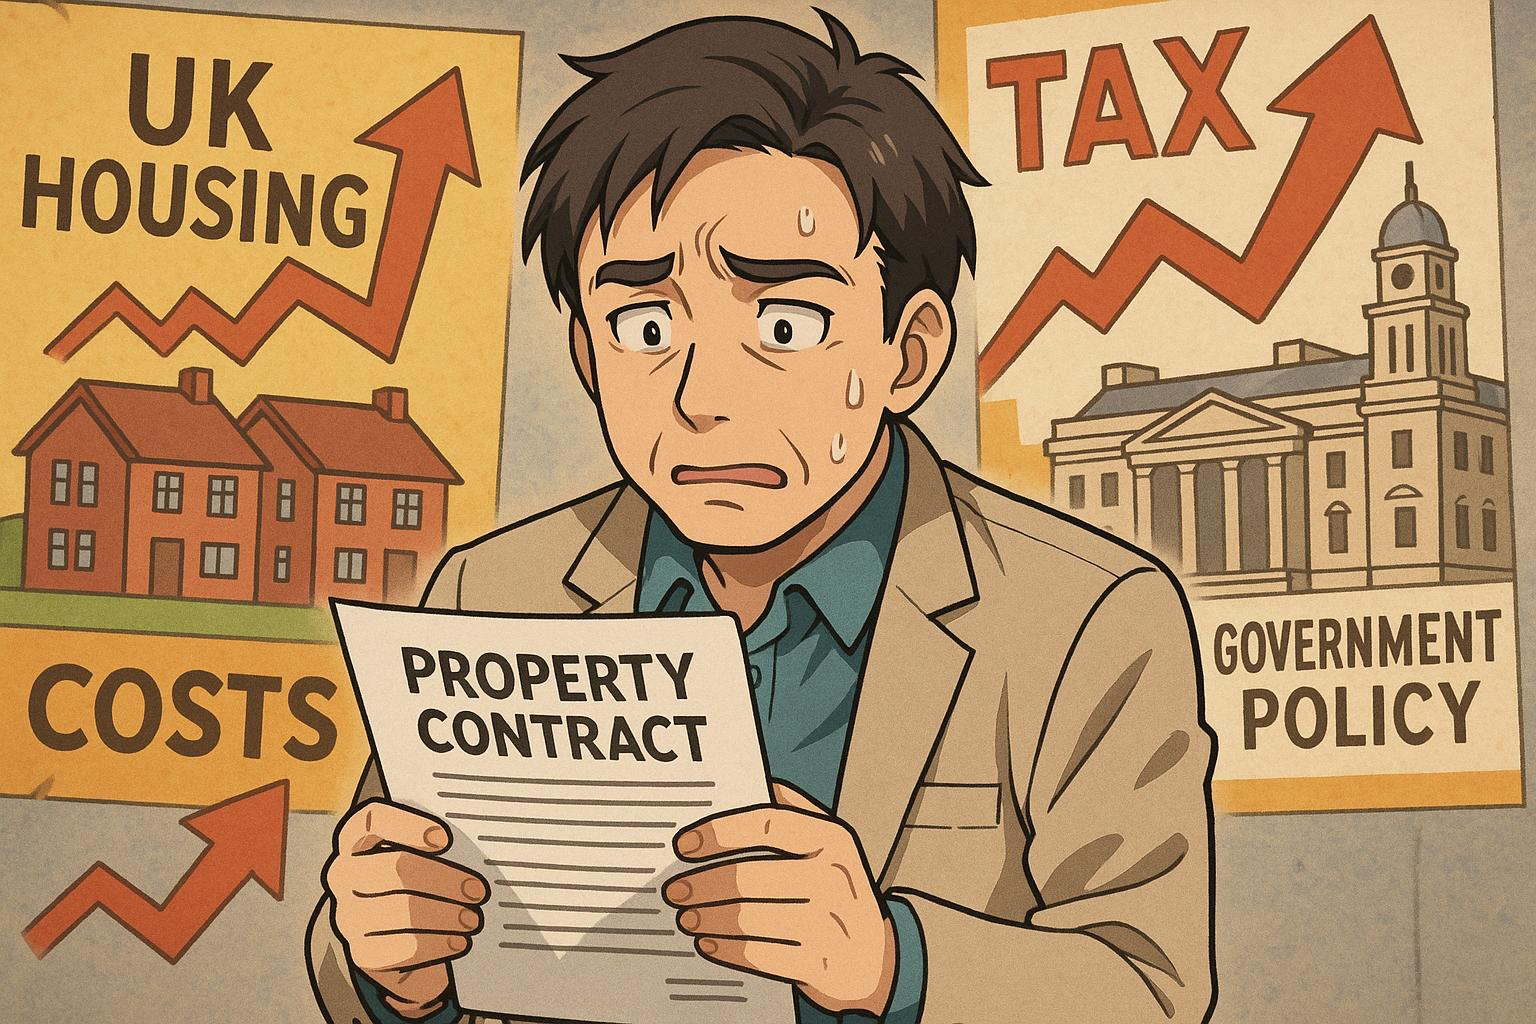 UK
HOUSING
COSTS
TAX
GOVERNMENT
POLICY
PROPERTY
CONTRACT